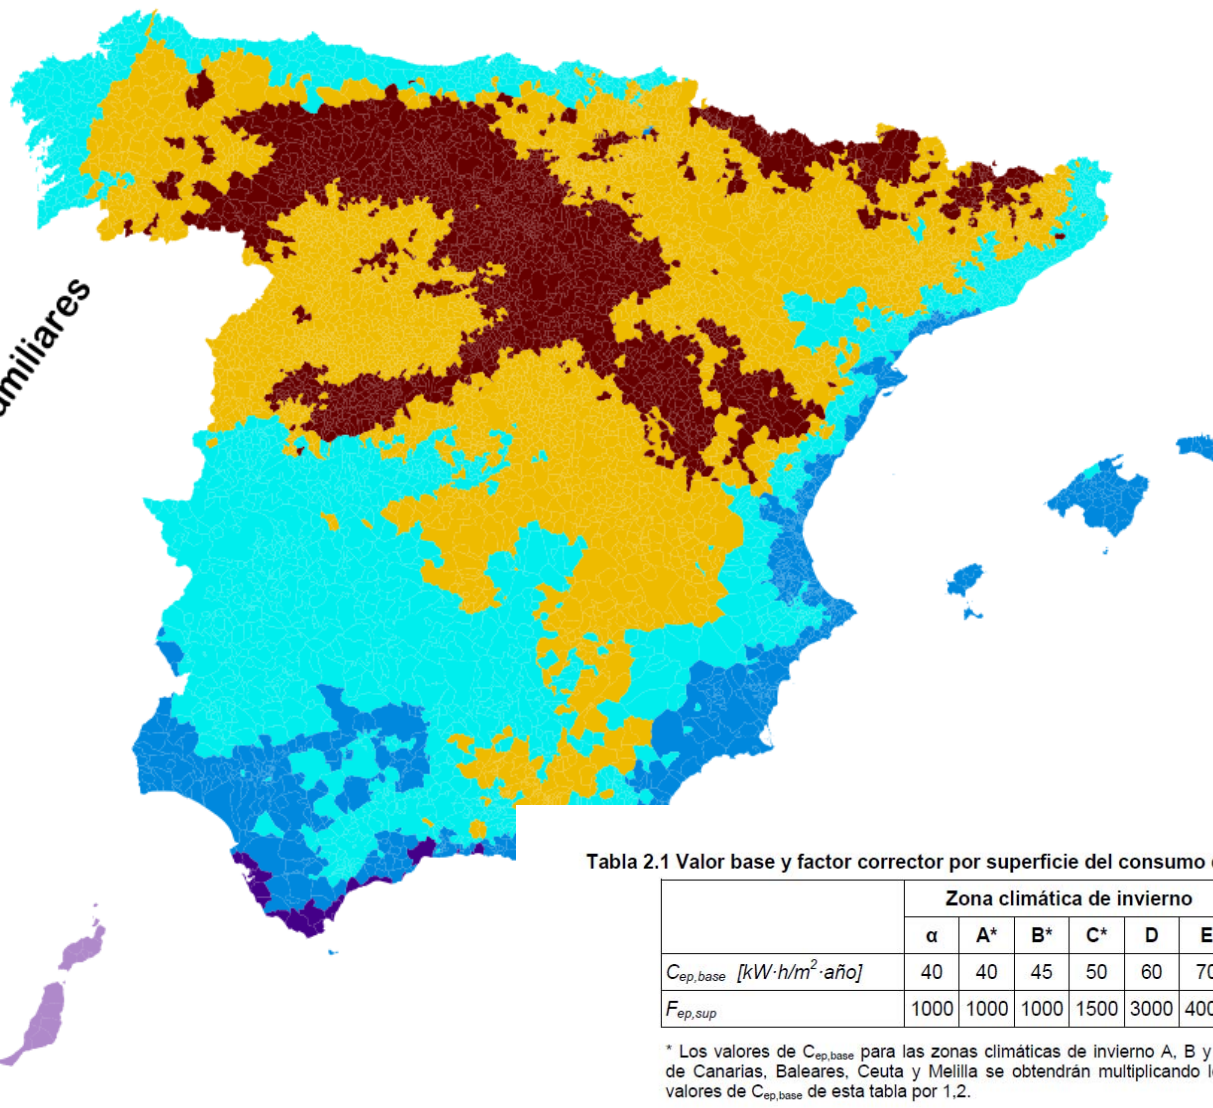 amiliares
Tabla 2.1 Valor base y factor corrector por superficie del consumo
Zona climática de invierno
α A* B* C* D E
Cep,base [kW·h/m²·año] 40 40 45 50 60 70
Fep,sup 1000 1000 1000 1500 3000 400
* Los valores de Cep,base para las zonas climáticas de invierno A, B y
de Canarias, Baleares, Ceuta y Melilla se obtendrán multiplicando l
valores de Cep,base de esta tabla por 1,2.